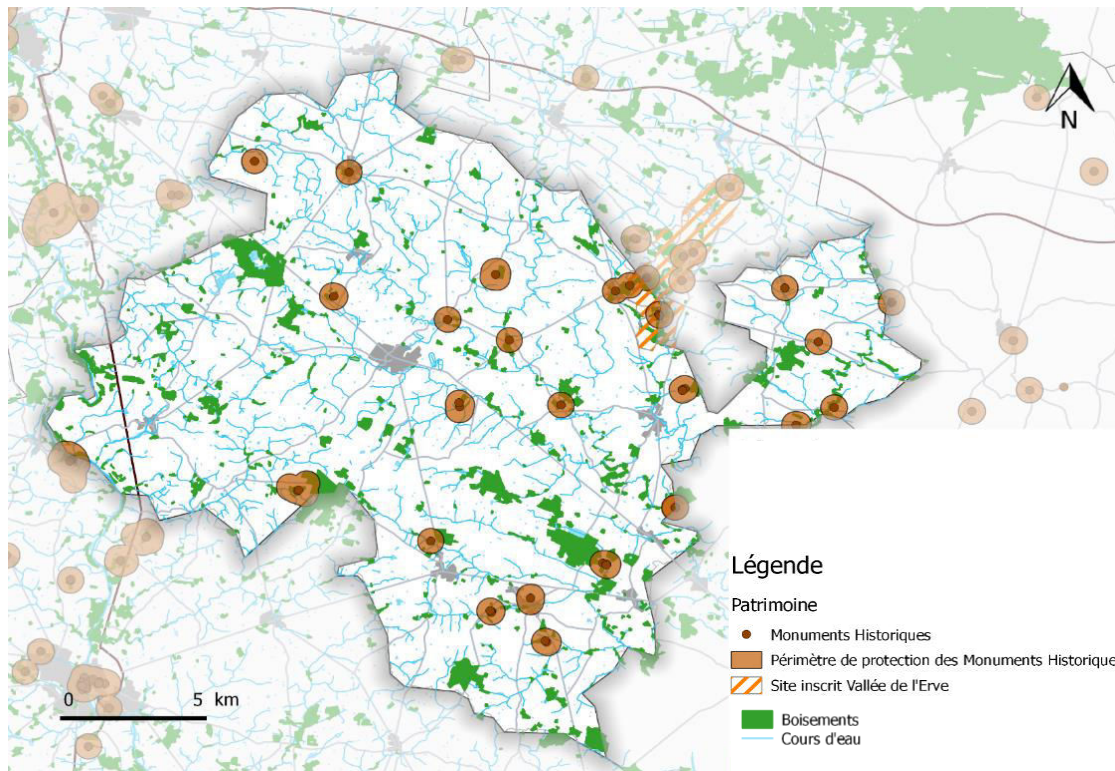 N
0 5 km
Légende
Patrimoine
Monuments Historiques
Périmètre de protection des Monuments Historique
Site inscrit Vallée de l'Erve
Boisements
Cours d'eau